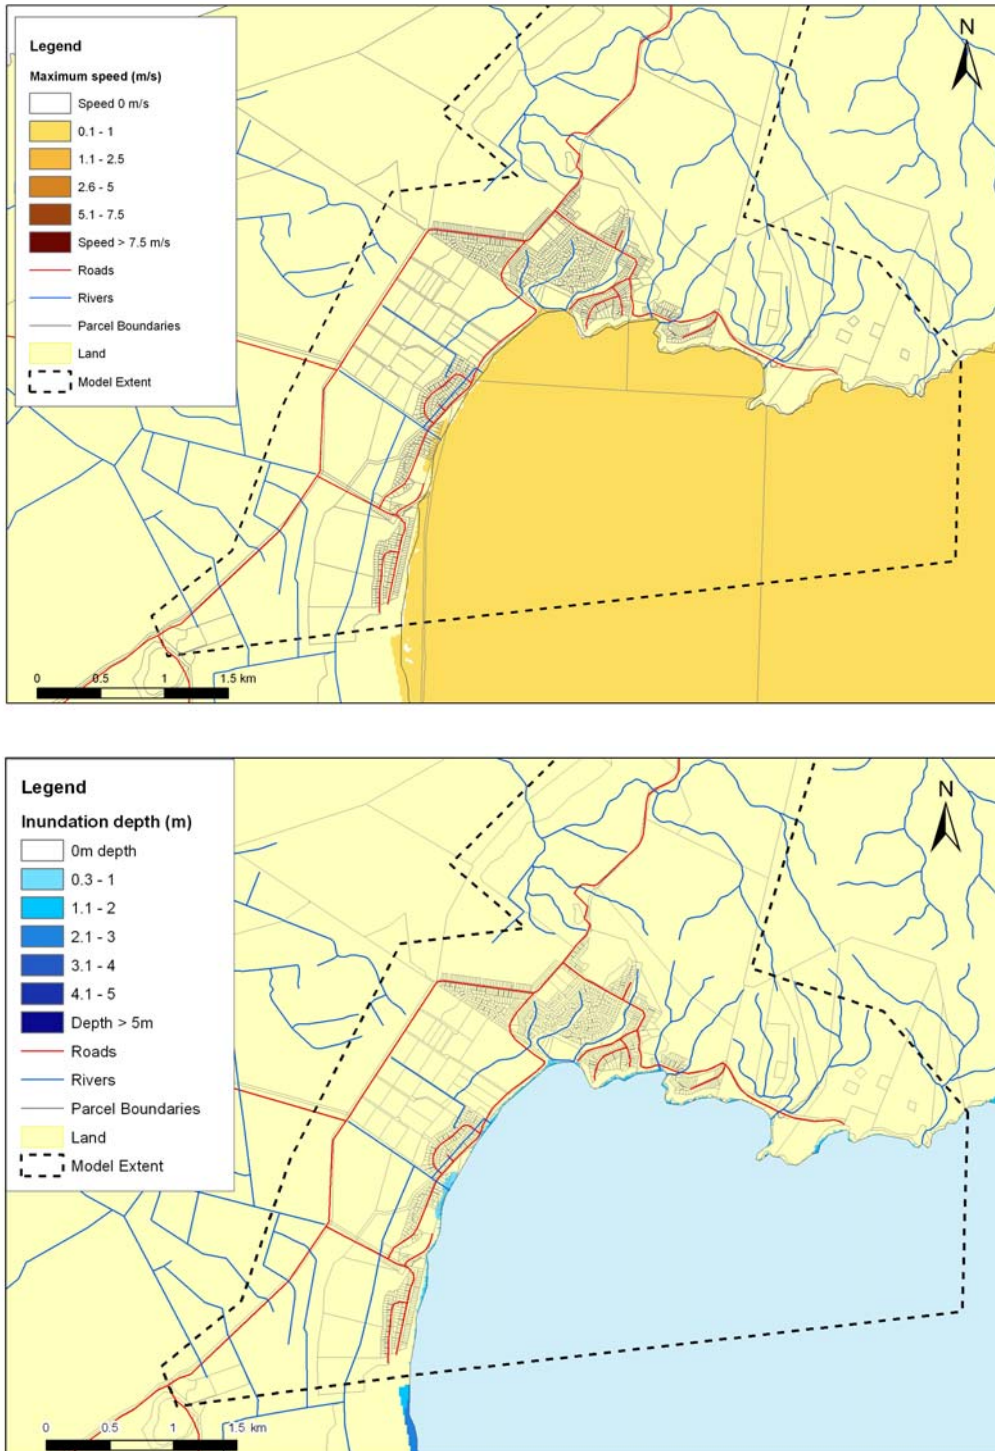 N
Legend
Maximum speed (m/s)
Speed 0 m/s
0.1 - 1
1.1 - 2.5
2.6 - 5
5.1 - 7.5
Speed > 7.5 m/s
Roads
Rivers
Parcel Boundaries
Land
Model Extent
0 0.5 1 1.5 km
Legend
N
Inundation depth (m)
0m depth
0.3 - 1
1.1 - 2
2.1 - 3
3.1 - 4
4.1 - 5
Depth > 5m
Roads
Rivers
Parcel Boundaries
Land
Model Extent
0 0.5 1 1.5 km